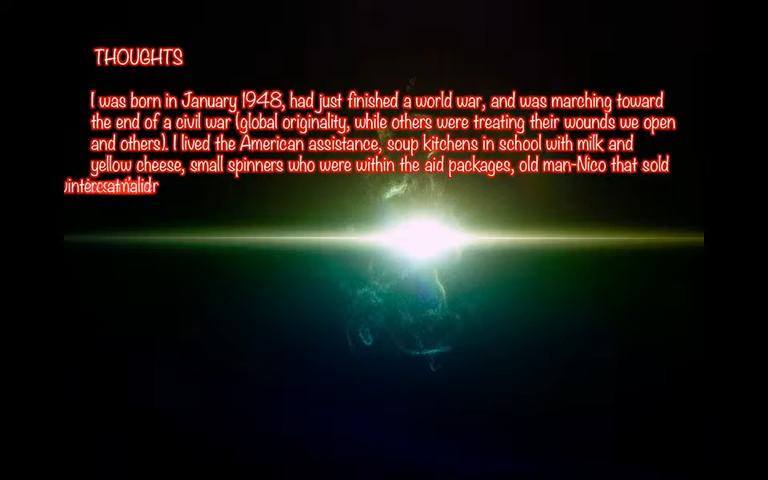 THOUGHTS
I was born in January 1948, had just finished a world war, and was marching toward
the end of a civil war (global originality, while others were treating their wounds we open
and others). I lived the American assistance, soup kitchens in school with milk and
yellow cheese, small spinners who were within the aid packages, old man-Nico that sold